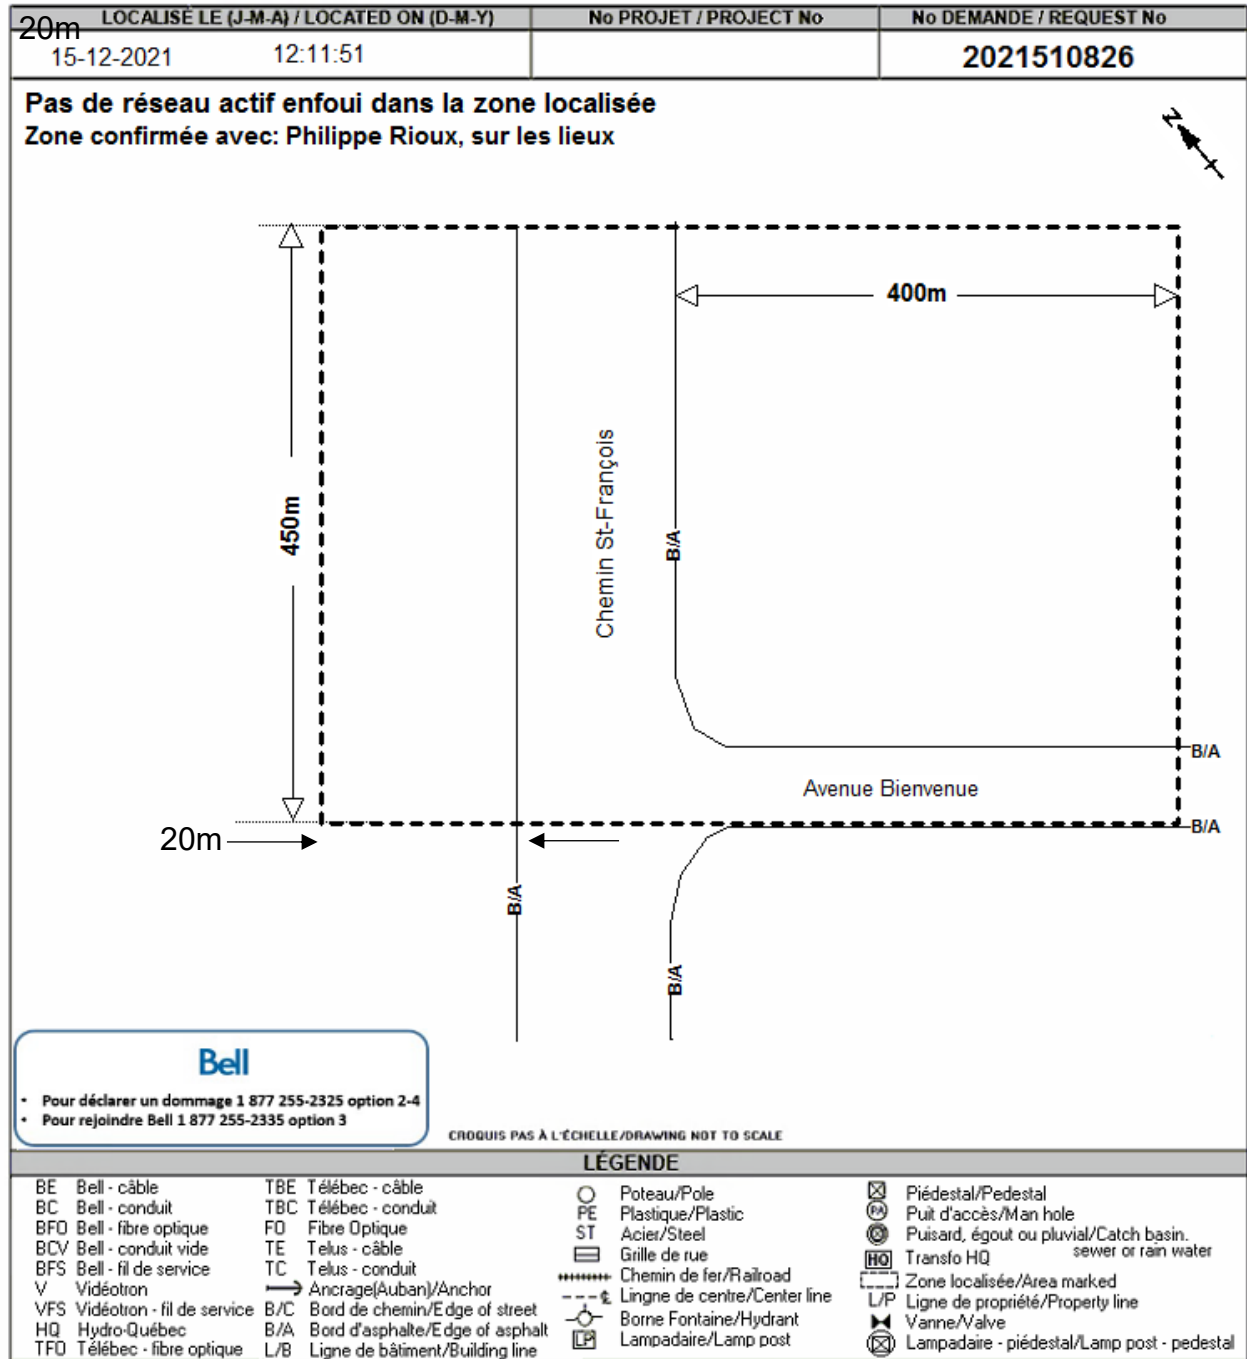 LOCALISÉ LE (J-M-A) / LOCATED ON (D-M-Y)
No PROJET / PROJECT No
No DEMANDE / REQUEST No
20m
15-12-2021 12:11:51
2021510826
Pas de réseau actif enfoui dans la zone localisée
Zone confirmée avec: Philippe Rioux, sur les lieux
N
400m
450m
Chemin St-François
B/A
B/A
Avenue Bienvenue
B/A
20m
B/A
B/A
Bell
• Pour déclarer un dommage 1 877 255-2325 option 2-4
• Pour rejoindre Bell 1 877 255-2335 option 3
CROQUIS PAS À L'ÉCHELLE/DRAWING NOT TO SCALE
LÉGENDE
BE Bell - câble
BC Bell - conduit
BFO Bell - fibre optique
BCV Bell - conduit vide
BFS Bell - fil de service
V Vidéotron
VFS Vidéotron - fil de service
HQ Hydro-Québec
TFO Télébec - fibre optique
TBE Télébec - câble
TBC Télébec - conduit
FO Fibre Optique
TE Telus - câble
TC Telus - conduit
Ancrage(Auban)/Anchor
B/C Bord de chemin/Edge of street
B/A Bord d'asphalte/Edge of asphalt
L/B Ligne de bâtiment/Building line
Poteau/Pole
PE Plastique/Plastic
ST Acier/Steel
Grille de rue
Chemin de fer/Railroad
Lingne de centre/Center line
Borne Fontaine/Hydrant
LP Lampadaire/Lamp post
Piédestal/Pedestal
PA Puit d'accès/Man hole
Puisard, égout ou pluvial/Catch basin.
sewer or rain water
HQ Transfo HQ
Zone localisée/Area marked
L/P Ligne de propriété/Property line
Vanne/Valve
Lampadaire - piédestal/Lamp post - pedestal